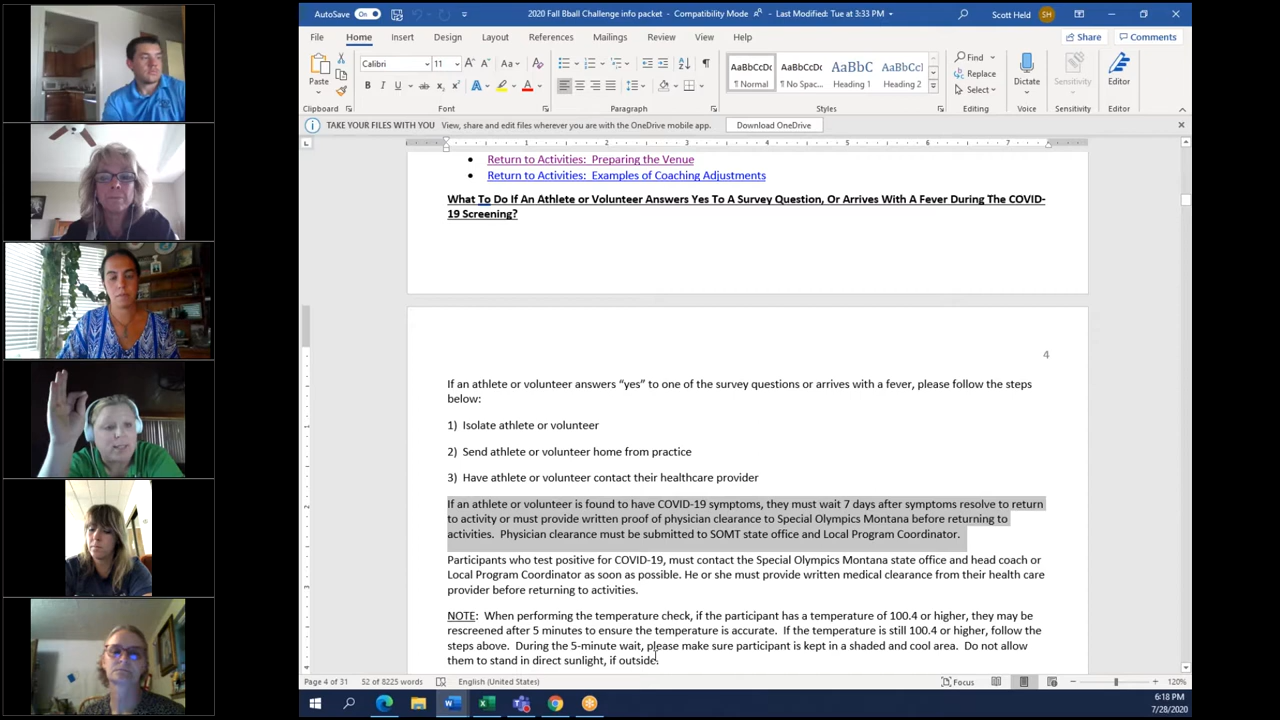 AutoSave On
2020 Fall Bball Challenge info packet - Compatibility Mode
Last Modified: Tue at 3:33 PM
Scott Held SH
File Home Insert Design Layout References Mailings Review View Help
Share Comments
Paste
Calibri 11
AaBbCcDc AaBbCcDc AaBbC AaBbCcl
¶ Normal ¶ No Spac... Heading 1 Heading 2
Find
Replace
Select
Dictate
Sensitivity
Editor
Clipboard Font Paragraph Styles Editing Voice Sensitivity Editor
TAKE YOUR FILES WITH YOU View, share and edit files wherever you are with the OneDrive mobile app. Download OneDrive
1 2 3 4 5 6 7
• Return to Activities: Preparing the Venue
• Return to Activities: Examples of Coaching Adjustments
What To Do If An Athlete or Volunteer Answers Yes To A Survey Question, Or Arrives With A Fever During The COVID-
19 Screening?
4
If an athlete or volunteer answers “yes” to one of the survey questions or arrives with a fever, please follow the steps
below:
1) Isolate athlete or volunteer
2) Send athlete or volunteer home from practice
3) Have athlete or volunteer contact their healthcare provider
If an athlete or volunteer is found to have COVID-19 symptoms, they must wait 7 days after symptoms resolve to return
to activity or must provide written proof of physician clearance to Special Olympics Montana before returning to
activities. Physician clearance must be submitted to SOMT state office and Local Program Coordinator.
Participants who test positive for COVID-19, must contact the Special Olympics Montana state office and head coach or
Local Program Coordinator as soon as possible. He or she must provide written medical clearance from their health care
provider before returning to activities.
NOTE: When performing the temperature check, if the participant has a temperature of 100.4 or higher, they may be
rescreened after 5 minutes to ensure the temperature is accurate. If the temperature is still 100.4 or higher, follow the
steps above. During the 5-minute wait, please make sure participant is kept in a shaded and cool area. Do not allow
them to stand in direct sunlight, if outside.
Page 4 of 31 52 of 8225 words English (United States) Focus 120%
6:18 PM
7/28/2020